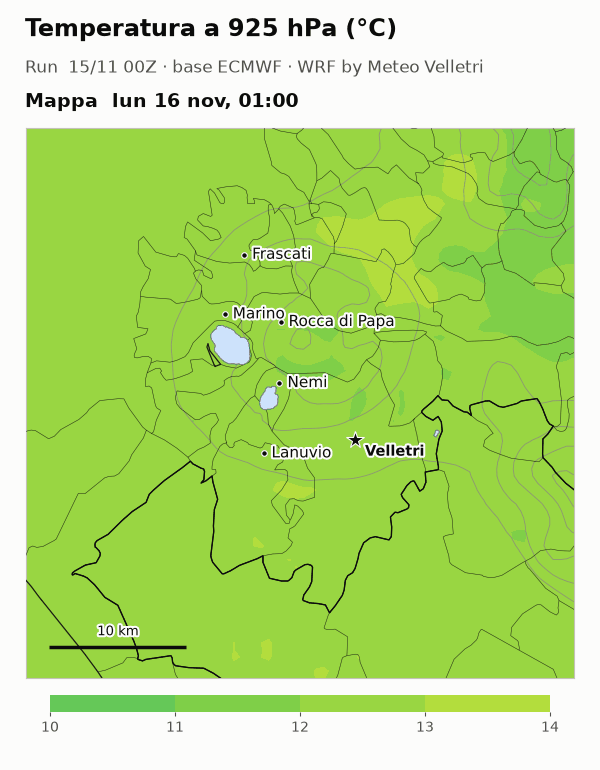 Temperatura a 925 hPa (°C)
Run  15/11 00Z · base ECMWF · WRF by Meteo Velletri
Mappa  lun 16 nov, 01:00
Frascati
Marino
Rocca di Papa
Nemi
Velletri
Lanuvio
10 km
10 11 12 13 14